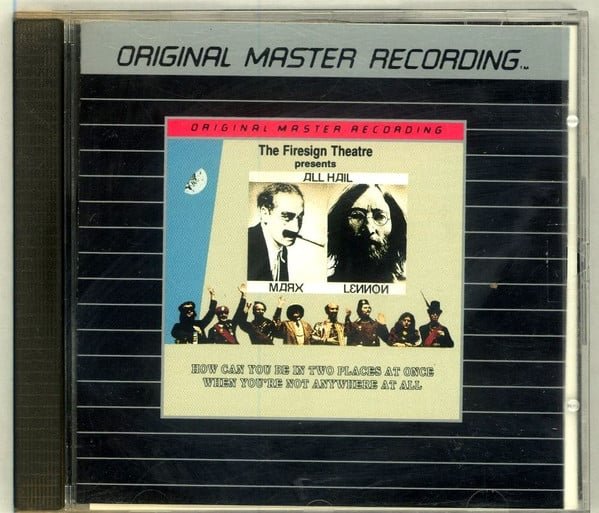 ORIGINAL MASTER RECORDING™
ORIGINAL MASTER RECORDING
The Firesign Theatre
presents
ALL HAIL
MARX
LENNON
HOW CAN YOU BE IN TWO PLACES AT ONCE
WHEN YOU'RE NOT ANYWHERE AT ALL